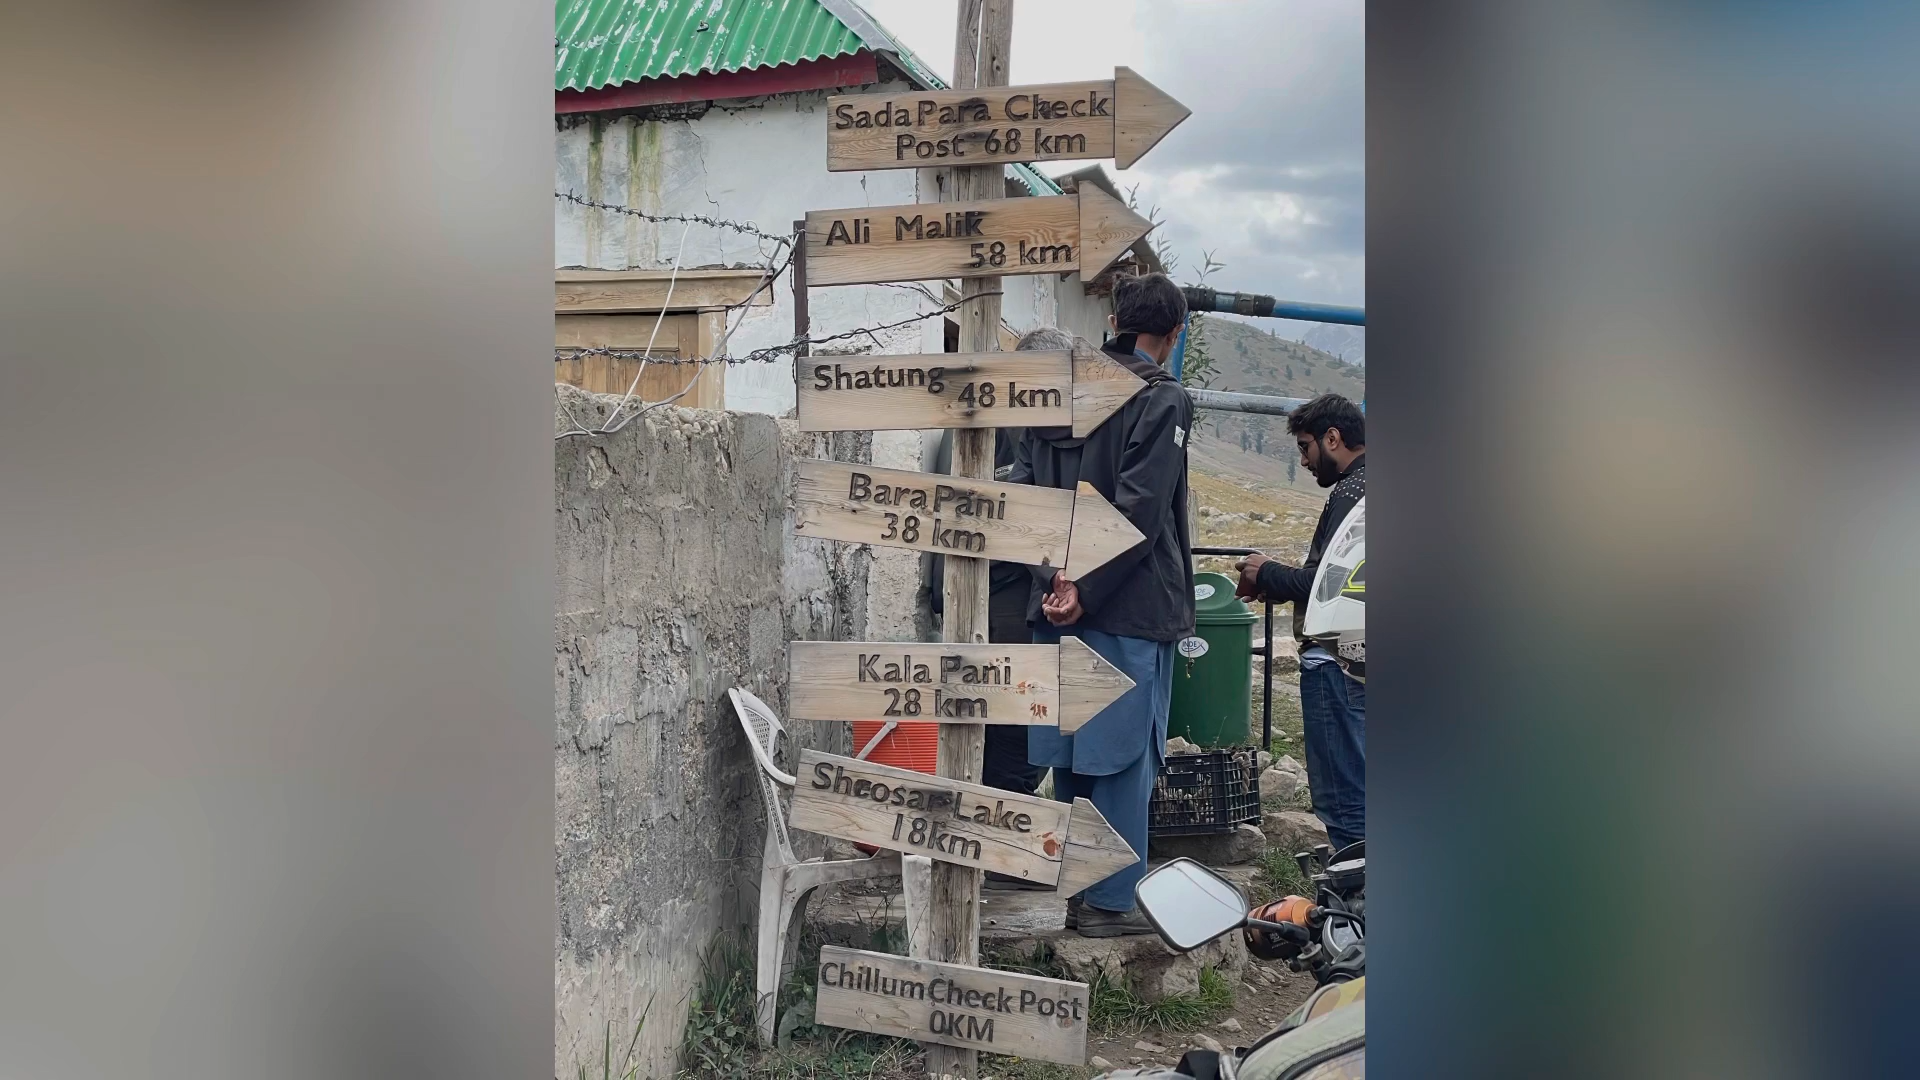 Sada Para Check
Post 68 km
Ali Malik
58 km
Shatung
48 km
Bara Pani
38 km
Kala Pani
28 km
Sheosar Lake
18km
Chillum Check Post
0KM
INDEX